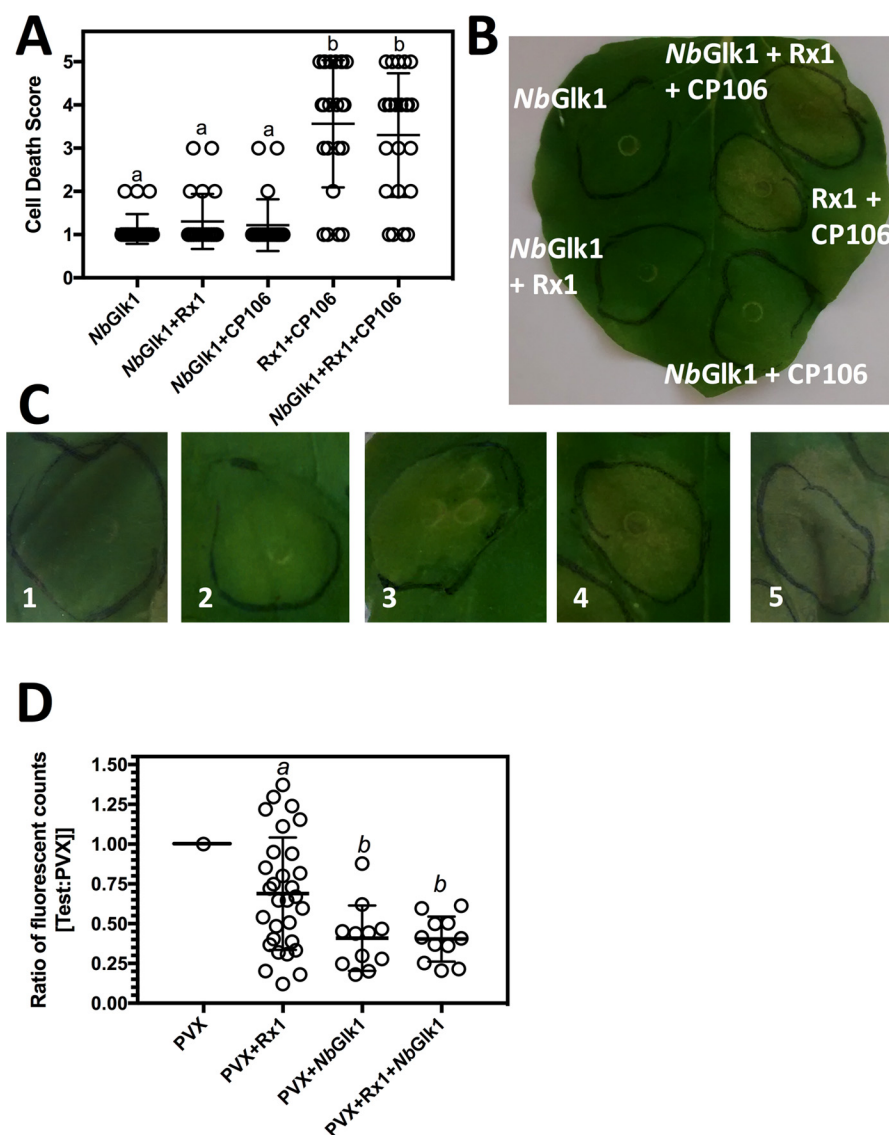 A
Cell Death Score
5
4
3
2
1
0
a
a
a
b
b
NbGlk1
NbGlk1+Rx1
NbGlk1+CP106
Rx1+CP106
NbGlk1+Rx1+CP106
B
NbGlk1
NbGlk1 + Rx1
+ CP106
Rx1 +
CP106
NbGlk1
+ Rx1
NbGlk1 + CP106
C
1
2
3
4
5
D
Ratio of fluorescent counts
[Test:PVX]]
1.50
1.25
1.00
0.75
0.50
0.25
0.00
a
b
b
PVX
PVX+Rx1
PVX+NbGlk1
PVX+Rx1+NbGlk1